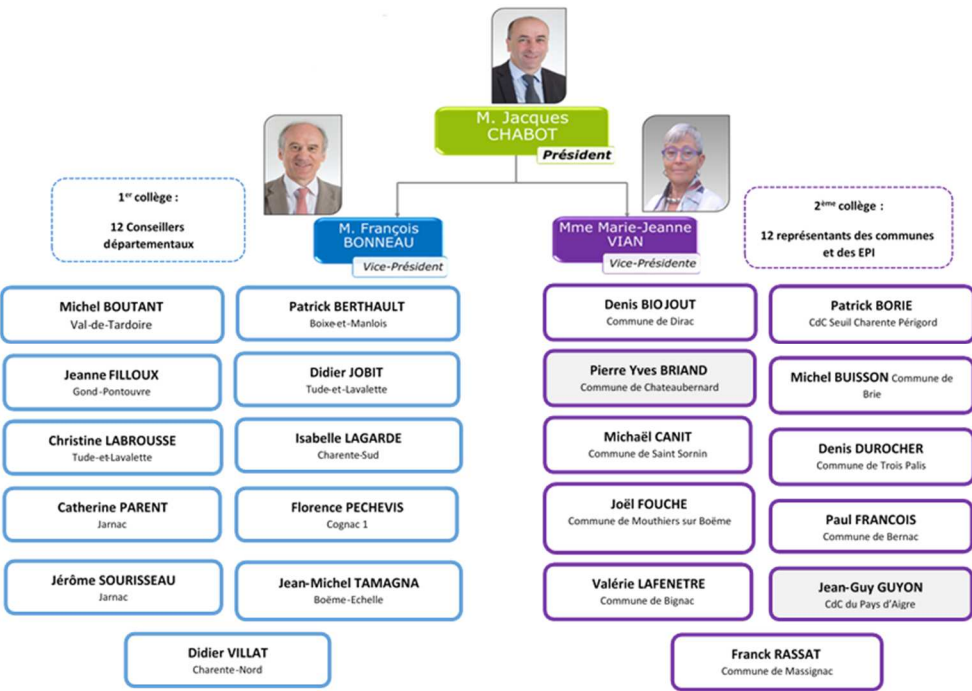 M. Jacques
CHABOT
Président
1er collège :
12 Conseillers
départementaux
M. François
BONNEAU
Vice-Président
Mme Marie-Jeanne
VIAN
Vice-Présidente
2ème collège :
12 représentants des communes
et des EPI
Michel BOUTANT
Val-de-Tardoire
Patrick BERTHAULT
Boixe-et-Manlois
Jeanne FILLOUX
Gond-Pontouvre
Didier JOBIT
Tude-et-Lavalette
Christine LABROUSSE
Tude-et-Lavalette
Isabelle LAGARDE
Charente-Sud
Catherine PARENT
Jarnac
Florence PECHEVIS
Cognac 1
Jérôme SOURISSEAU
Jarnac
Jean-Michel TAMAGNA
Boëme-Echelle
Didier VILLAT
Charente-Nord
Denis BIOJOUT
Commune de Dirac
Patrick BORIE
CdC Seuil Charente Périgord
Pierre Yves BRIAND
Commune de Chateaubernard
Michel BUISSON Commune de
Brie
Michaël CANIT
Commune de Saint Sornin
Denis DUROCHER
Commune de Trois Palis
Joël FOUCHE
Commune de Mouthiers sur Boëme
Paul FRANCOIS
Commune de Bernac
Valérie LAFENETRE
Commune de Bignac
Jean-Guy GUYON
CdC du Pays d'Aigre
Franck RASSAT
Commune de Massignac